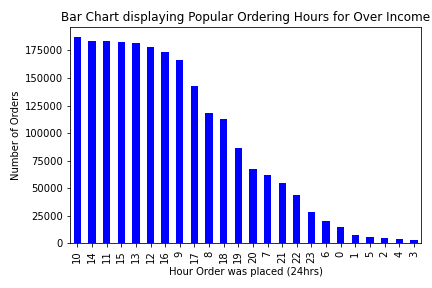 Bar Chart displaying Popular Ordering Hours for Over Income
175000
150000
125000
100000
75000
50000
25000
0
Number of Orders
10 14 11 15 13 12 16 9 17 8 18 19 20 7 21 22 23 6 0 1 5 2 4 3
Hour Order was placed (24hrs)